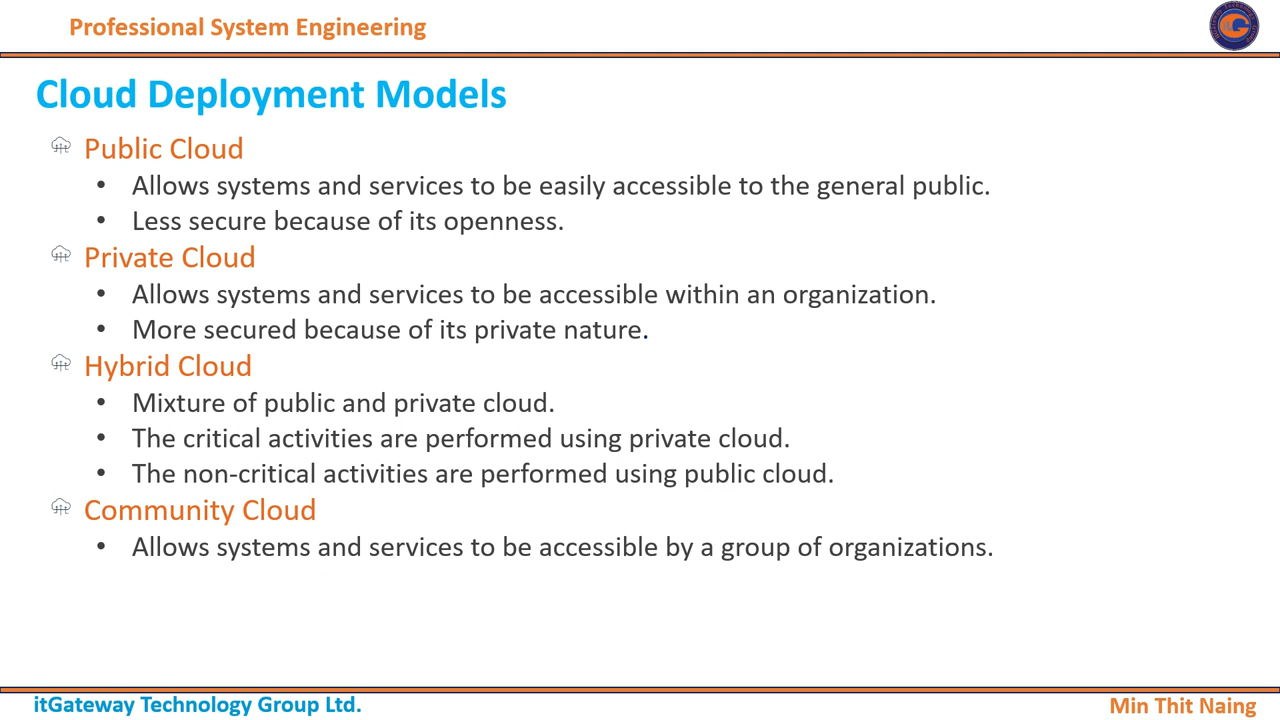 Professional System Engineering
Cloud Deployment Models
Public Cloud
• Allows systems and services to be easily accessible to the general public.
• Less secure because of its openness.
Private Cloud
• Allows systems and services to be accessible within an organization.
• More secured because of its private nature.
Hybrid Cloud
• Mixture of public and private cloud.
• The critical activities are performed using private cloud.
• The non-critical activities are performed using public cloud.
Community Cloud
• Allows systems and services to be accessible by a group of organizations.
itGateway Technology Group Ltd.
Min Thit Naing